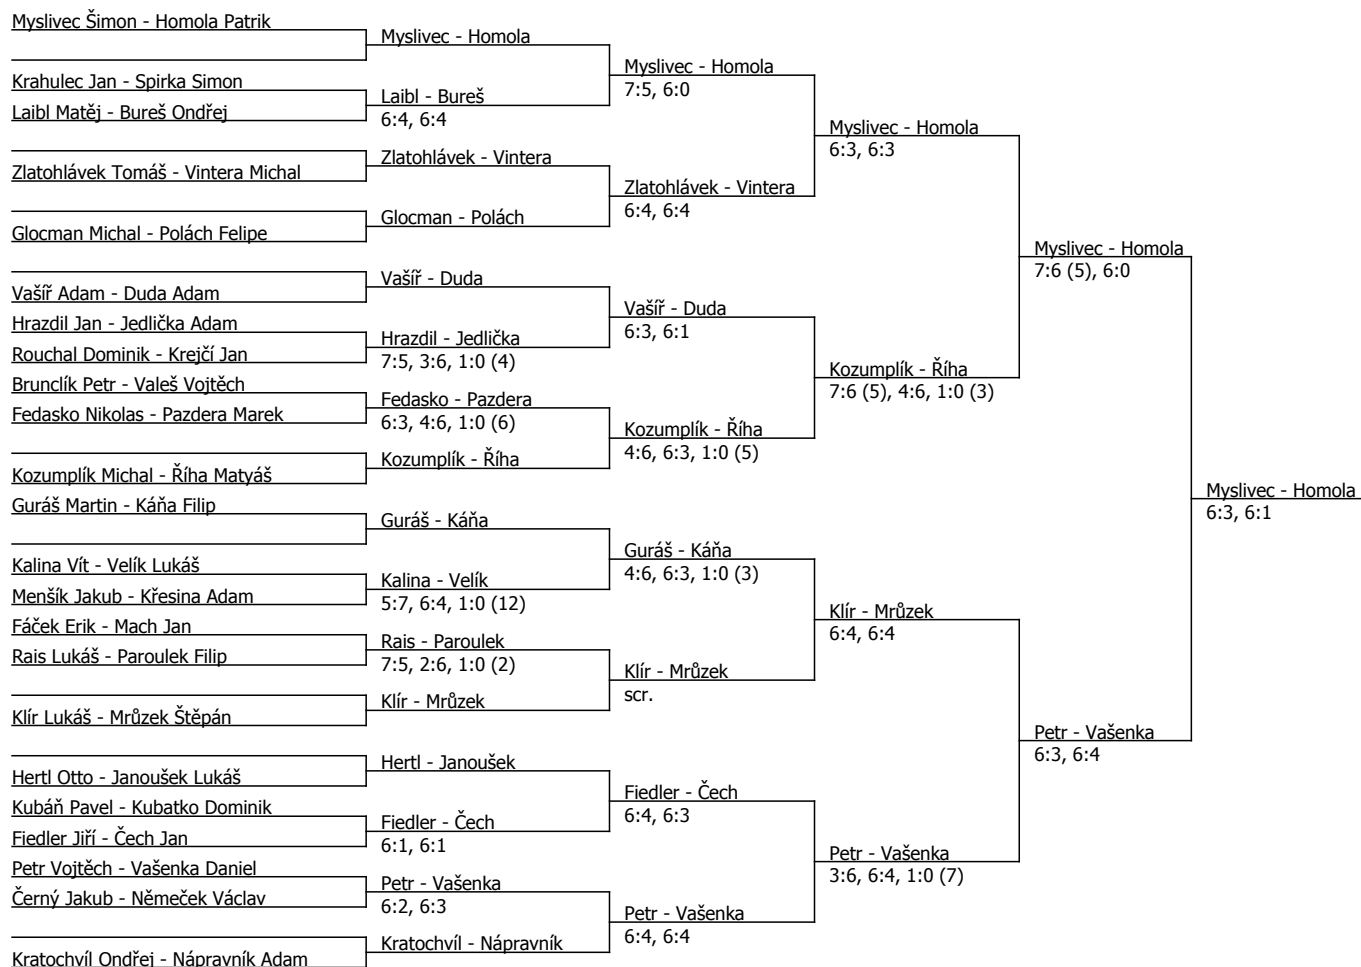 Myslivec Šimon - Homola Patrik
Krahulec Jan - Spirka Simon
Laibl Matěj - Bureš Ondřej
Zlatohlávek Tomáš - Vintera Michal
Glocman Michal - Polách Felipe
Vašíř Adam - Duda Adam
Hrazdil Jan - Jedlička Adam
Rouchal Dominik - Krejčí Jan
Brunclík Petr - Valeš Vojtěch
Fedasko Nikolas - Pazdera Marek
Kozumplík Michal - Říha Matyáš
Guráš Martin - Káňa Filip
Kalina Vít - Velík Lukáš
Menšík Jakub - Křesina Adam
Fáček Erik - Mach Jan
Rais Lukáš - Paroulek Filip
Klír Lukáš - Mrůzek Štěpán
Hertl Otto - Janoušek Lukáš
Kubáň Pavel - Kubatko Dominik
Fiedler Jiří - Čech Jan
Petr Vojtěch - Vašenka Daniel
Černý Jakub - Němeček Václav
Kratochvíl Ondřej - Nápravník Adam
Myslivec - Homola
Laibl - Bureš
6:4, 6:4
Zlatohlávek - Vintera
Glocman - Polách
Vašíř - Duda
Hrazdil - Jedlička
7:5, 3:6, 1:0 (4)
Fedasko - Pazdera
6:3, 4:6, 1:0 (6)
Kozumplík - Říha
Guráš - Káňa
Kalina - Velík
5:7, 6:4, 1:0 (12)
Rais - Paroulek
7:5, 2:6, 1:0 (2)
Klír - Mrůzek
Hertl - Janoušek
Fiedler - Čech
6:1, 6:1
Petr - Vašenka
6:2, 6:3
Kratochvíl - Nápravník
Myslivec - Homola
7:5, 6:0
Zlatohlávek - Vintera
6:4, 6:4
Vašíř - Duda
6:3, 6:1
Kozumplík - Říha
4:6, 6:3, 1:0 (5)
Guráš - Káňa
4:6, 6:3, 1:0 (3)
Klír - Mrůzek
scr.
Fiedler - Čech
6:4, 6:3
Petr - Vašenka
6:4, 6:4
Myslivec - Homola
6:3, 6:3
Kozumplík - Říha
7:6 (5), 4:6, 1:0 (3)
Klír - Mrůzek
6:4, 6:4
Petr - Vašenka
3:6, 6:4, 1:0 (7)
Myslivec - Homola
7:6 (5), 6:0
Petr - Vašenka
6:3, 6:4
Myslivec - Homola
6:3, 6:1